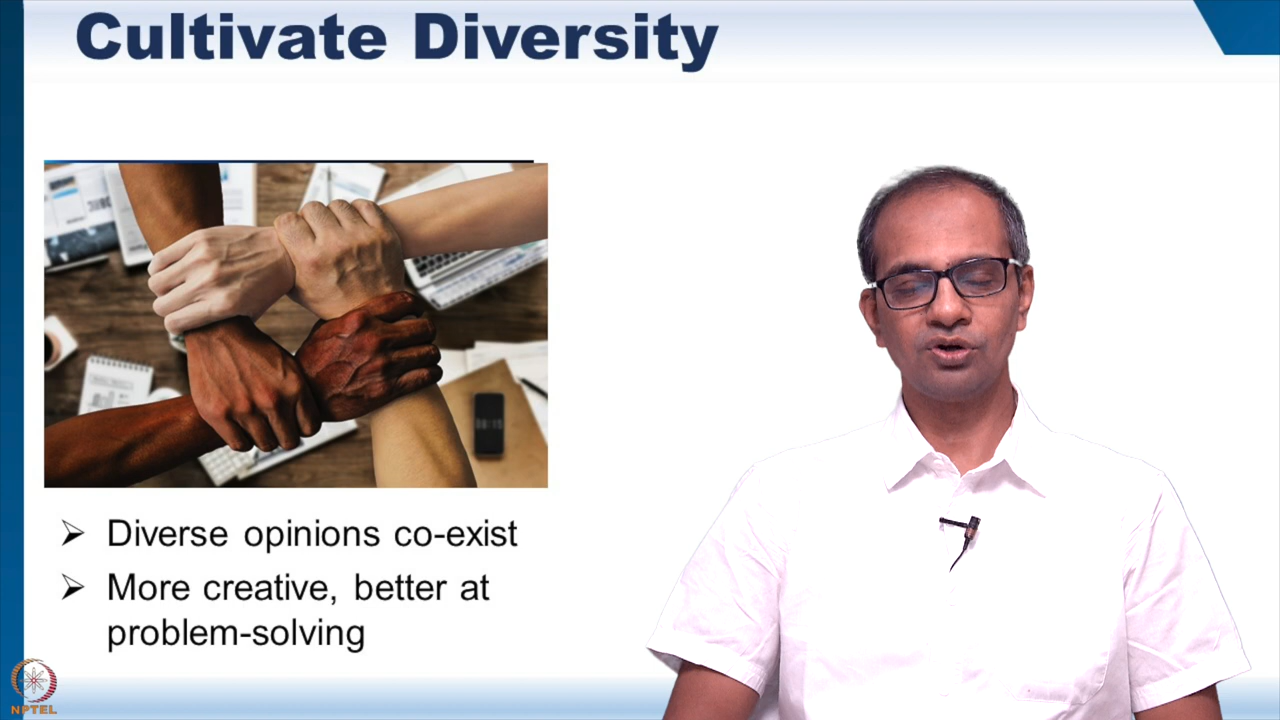 Cultivate Diversity
➢ Diverse opinions co-exist
➢ More creative, better at
problem-solving
NPTEL